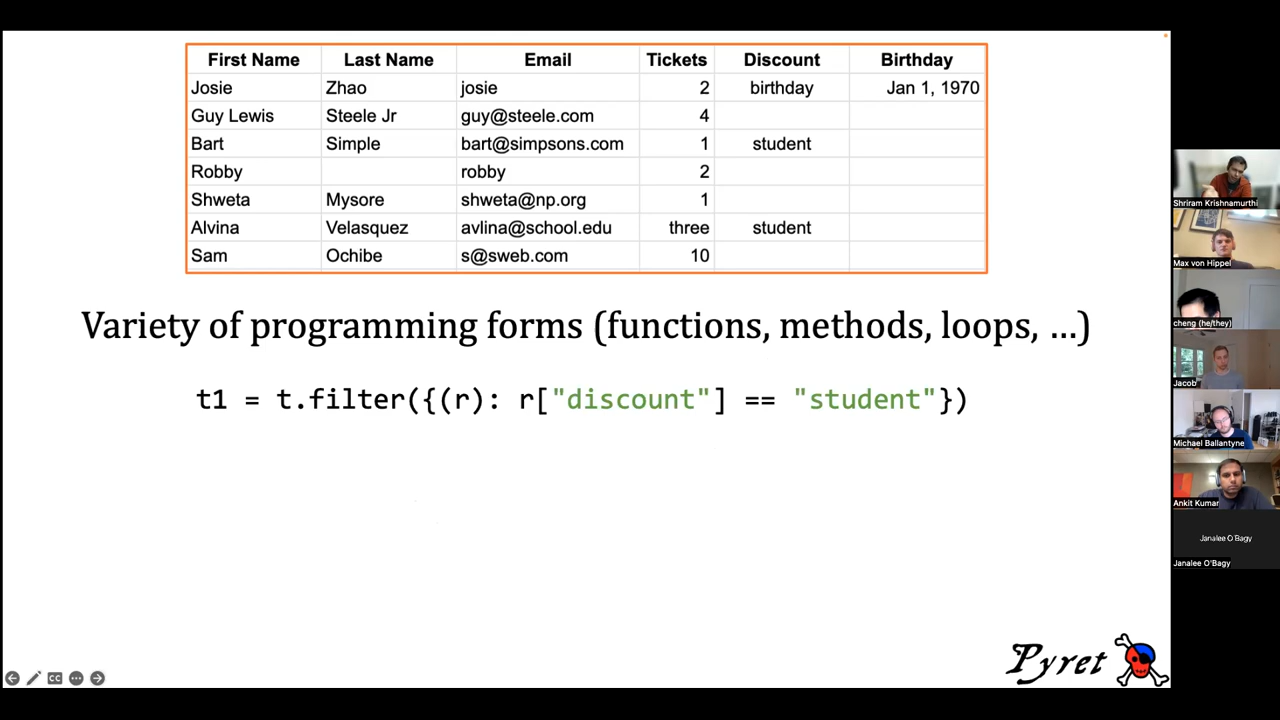 First Name Last Name Email Tickets Discount Birthday
Josie Zhao josie 2 birthday Jan 1, 1970
Guy Lewis Steele Jr guy@steele.com 4
Bart Simple bart@simpsons.com 1 student
Robby robby 2
Shweta Mysore shweta@np.org 1
Alvina Velasquez avlina@school.edu three student
Sam Ochibe s@sweb.com 10
Variety of programming forms (functions, methods, loops, ...)
t1 = t.filter({(r): r["discount"] == "student"})
Pyret
CC
Shriram Krishnamurthi
Max von Hippel
cheng (he/they)
Jacob
Michael Ballantyne
Ankit Kumar
Janalee O Bagy
Janalee O'Bagy